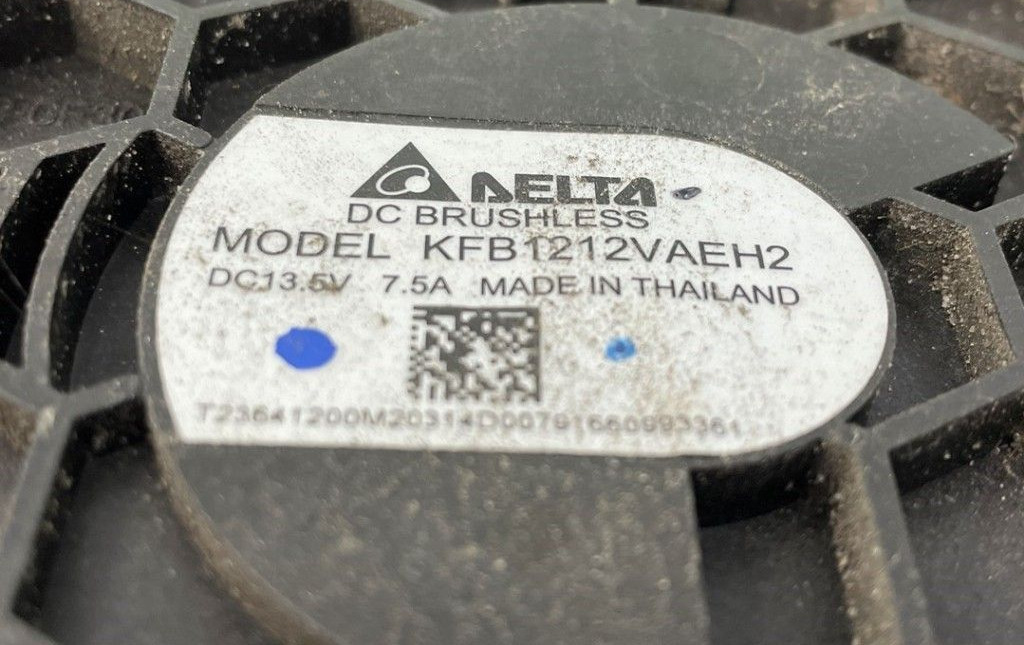 DELTA
DC BRUSHLESS
MODEL KFB1212VAEH2
DC13.5V 7.5A MADE IN THAILAND